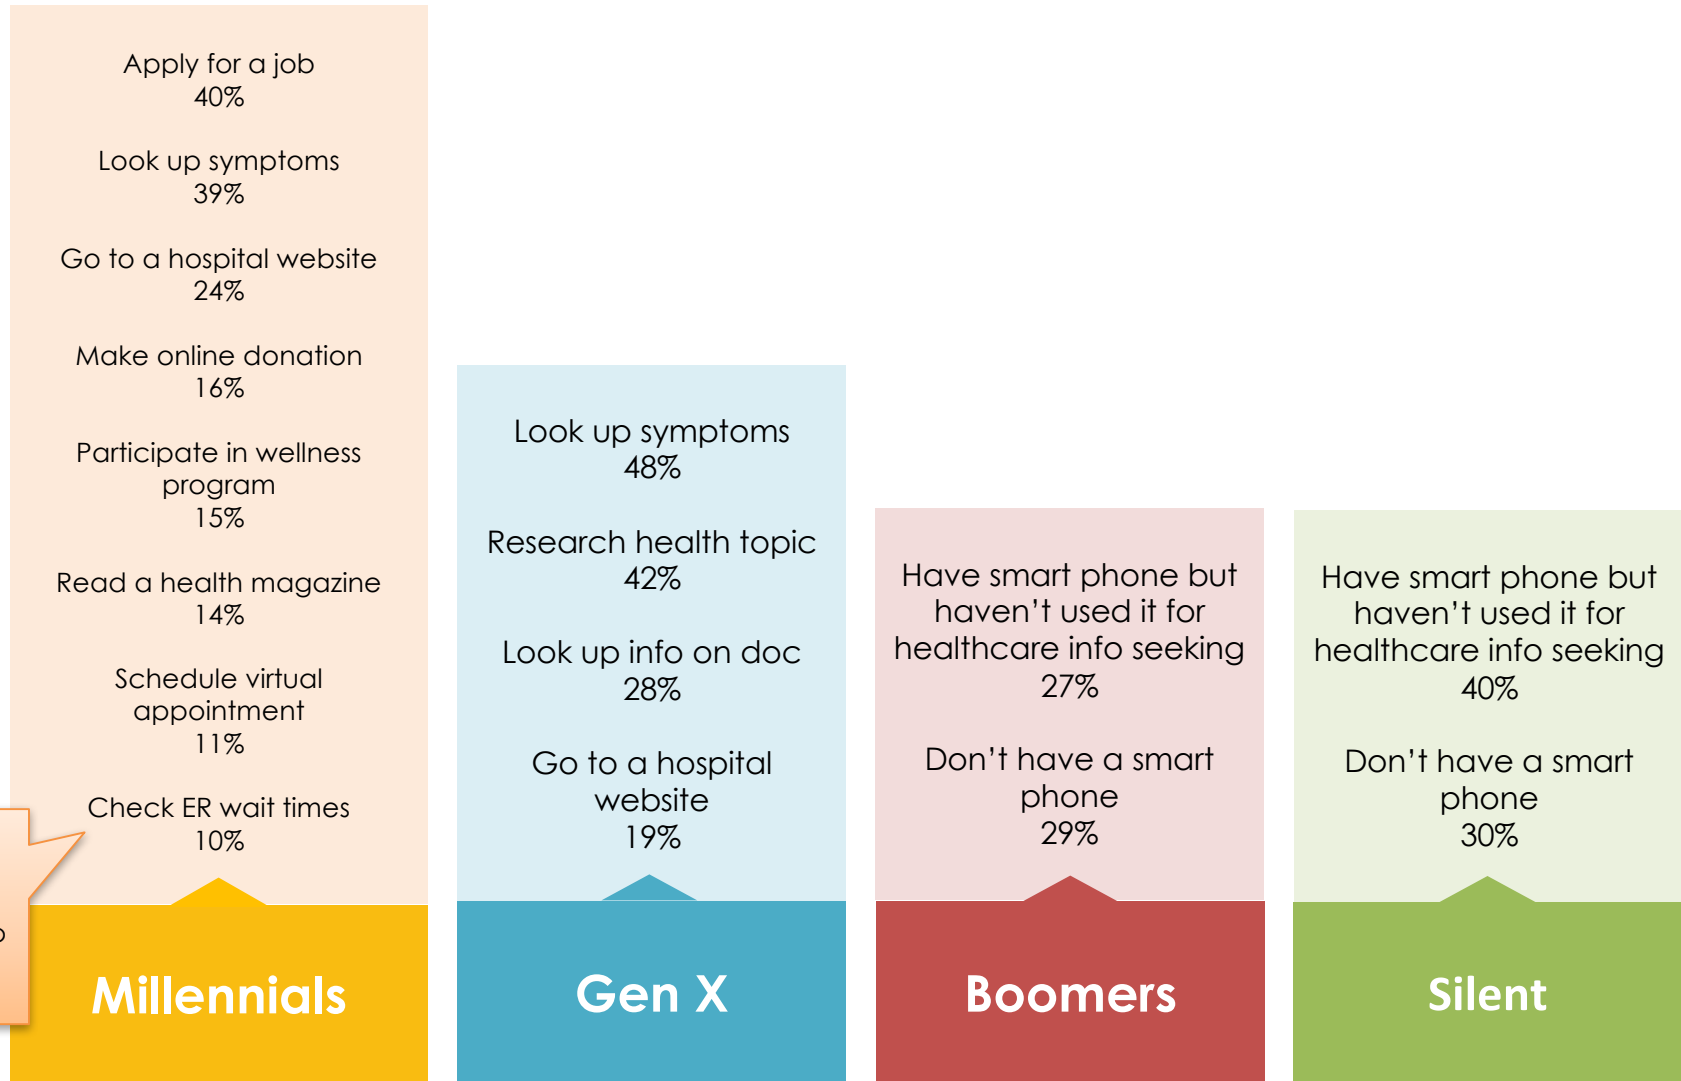 Apply for a job
40%
Look up symptoms
39%
Go to a hospital website
24%
Make online donation
16%
Participate in wellness
program
15%
Read a health magazine
14%
Schedule virtual
appointment
11%
Check ER wait times
10%
Millennials
Look up symptoms
48%
Research health topic
42%
Look up info on doc
28%
Go to a hospital
website
19%
Gen X
Have smart phone but
haven't used it for
healthcare info seeking
27%
Don't have a smart
phone
29%
Boomers
Have smart phone but
haven't used it for
healthcare info seeking
40%
Don't have a smart
phone
30%
Silent